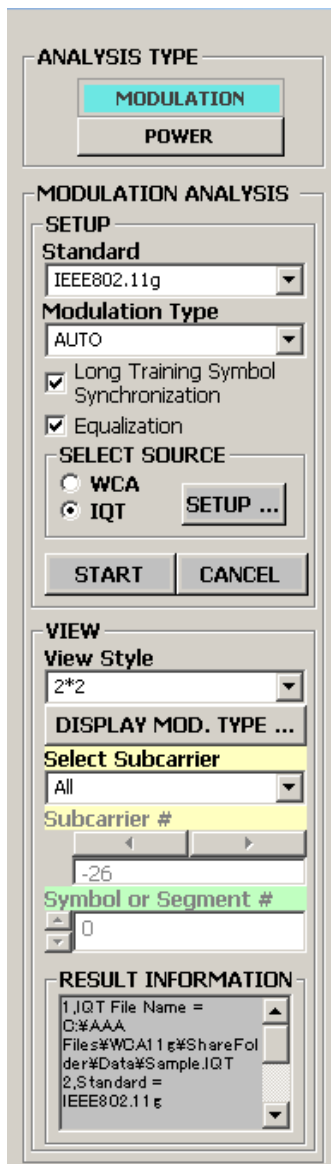 ANALYSIS TYPE
MODULATION
POWER
MODULATION ANALYSIS
SETUP
Standard
IEEE802.11g
Modulation Type
AUTO
Long Training Symbol
Synchronization
Equalization
SELECT SOURCE
WCA
IQT
SETUP ...
START
CANCEL
VIEW
View Style
2*2
DISPLAY MOD. TYPE ...
Select Subcarrier
All
Subcarrier #
-26
Symbol or Segment #
0
RESULT INFORMATION
1,IQT File Name =
C:¥AAA
Files¥WCA11g¥ShareFol
der¥Data¥Sample.IQT
2,Standard =
IEEE802.11g